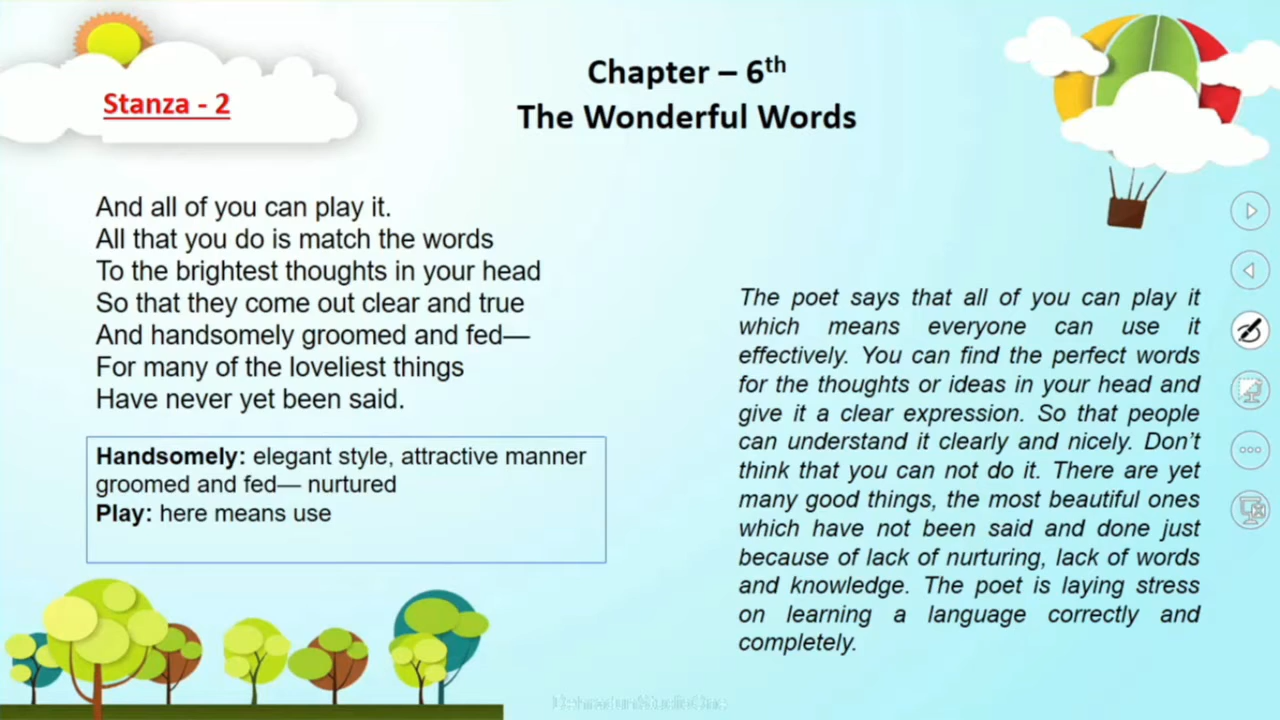 Stanza - 2
Chapter – 6th
The Wonderful Words
And all of you can play it.
All that you do is match the words
To the brightest thoughts in your head
So that they come out clear and true
And handsomely groomed and fed—
For many of the loveliest things
Have never yet been said.
Handsomely: elegant style, attractive manner
groomed and fed— nurtured
Play: here means use
The poet says that all of you can play it
which means everyone can use it
effectively. You can find the perfect words
for the thoughts or ideas in your head and
give it a clear expression. So that people
can understand it clearly and nicely. Don't
think that you can not do it. There are yet
many good things, the most beautiful ones
which have not been said and done just
because of lack of nurturing, lack of words
and knowledge. The poet is laying stress
on learning a language correctly and
completely.